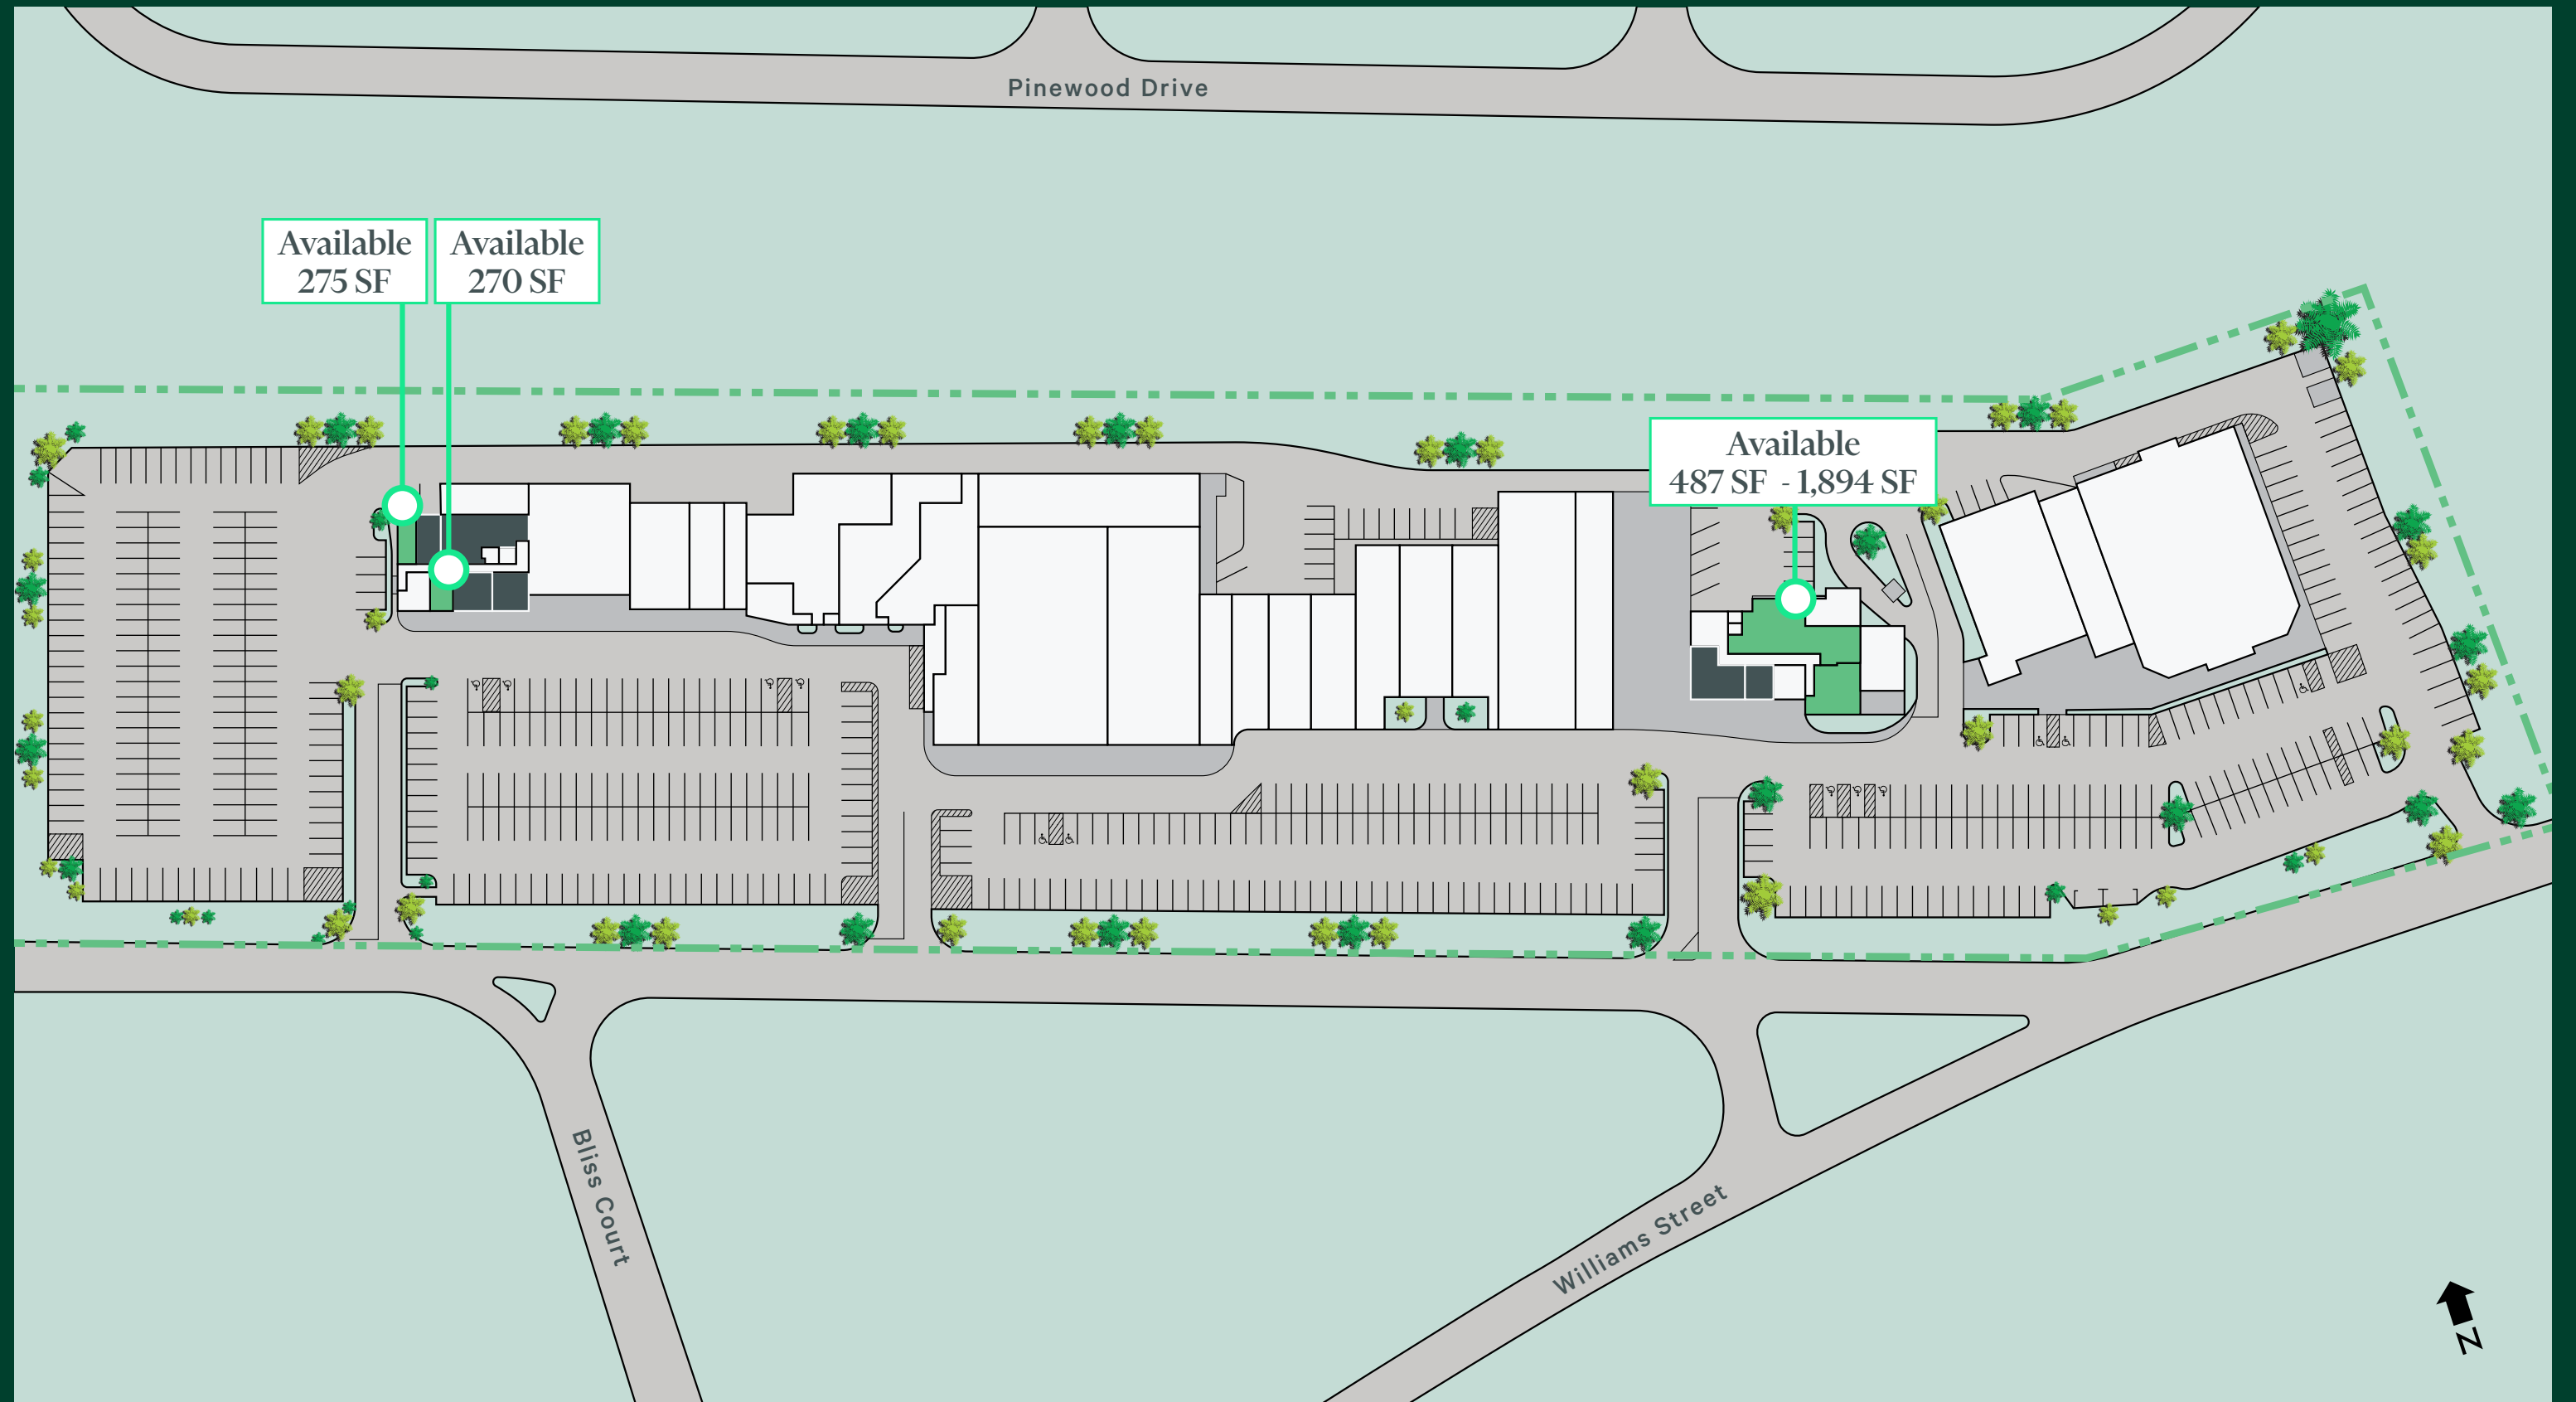 Pinewood Drive
Available
275 SF
Available
270 SF
Available
487 SF - 1,894 SF
Bliss Court
Williams Street
N